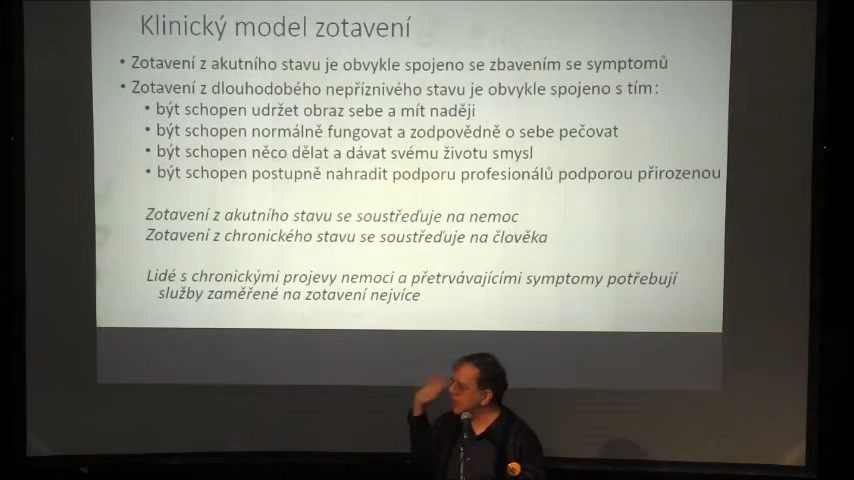 Klinický model zotavení
• Zotavení z akutního stavu je obvykle spojeno se zbavením se symptomů
• Zotavení z dlouhodobého nepříznivého stavu je obvykle spojeno s tím:
• být schopen udržet obraz sebe a mít naději
• být schopen normálně fungovat a zodpovědně o sebe pečovat
• být schopen něco dělat a dávat svému životu smysl
• být schopen postupně nahradit podporu profesionálů podporou přirozenou
Zotavení z akutního stavu se soustřeďuje na nemoc
Zotavení z chronického stavu se soustřeďuje na člověka
Lidé s chronickými projevy nemoci a přetrvávajícími symptomy potřebují
služby zaměřené na zotavení nejvíce